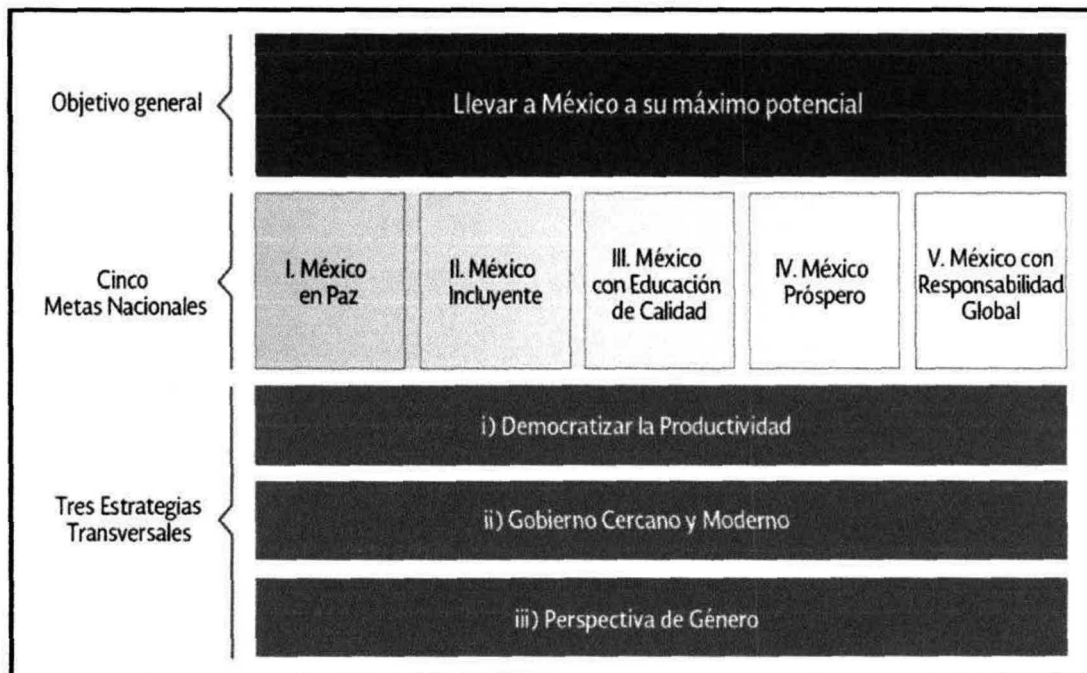 Objetivo general
Llevar a México a su máximo potencial
Cinco
Metas Nacionales
I. México
en Paz
II. México
Incluyente
III. México
con Educación
de Calidad
IV. México
Próspero
V. México con
Responsabilidad
Global
Tres Estrategias
Transversales
i) Democratizar la Productividad
ii) Gobierno Cercano y Moderno
iii) Perspectiva de Género